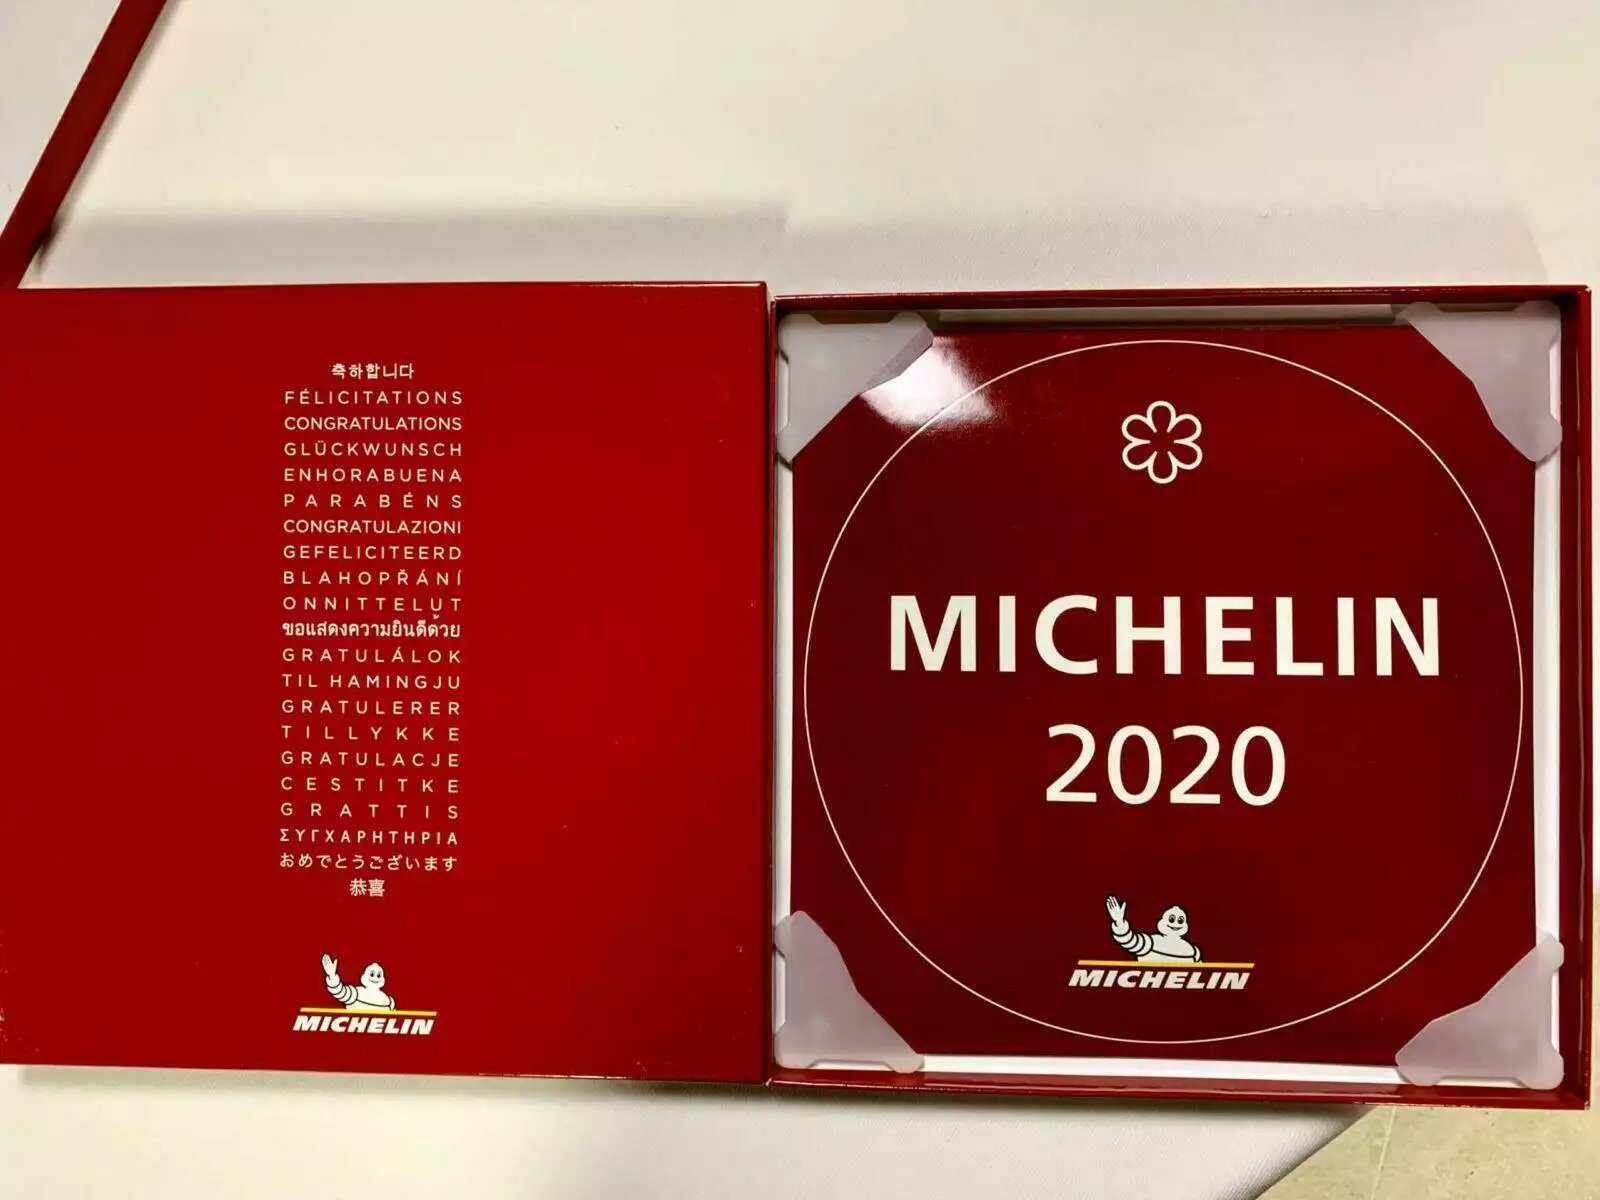 축하합니다
FÉLICITATIONS
CONGRATULATIONS
GLÜCKWUNSCH
ENHORABUENA
PARABÉNS
CONGRATULAZIONI
GEFELICITEERD
BLAHOPŘÁNÍ
ONNITTELUT
ขอแสดงความยินดีด้วย
GRATULÁLOK
TIL HAMINGJU
GRATULERER
TILLYKKE
GRATULACJE
CESTITKE
GRATTIS
ΣΥΓΧΑΡΗΤΗΡΙΑ
おめでとうございます
恭喜
MICHELIN
MICHELIN
2020
MICHELIN